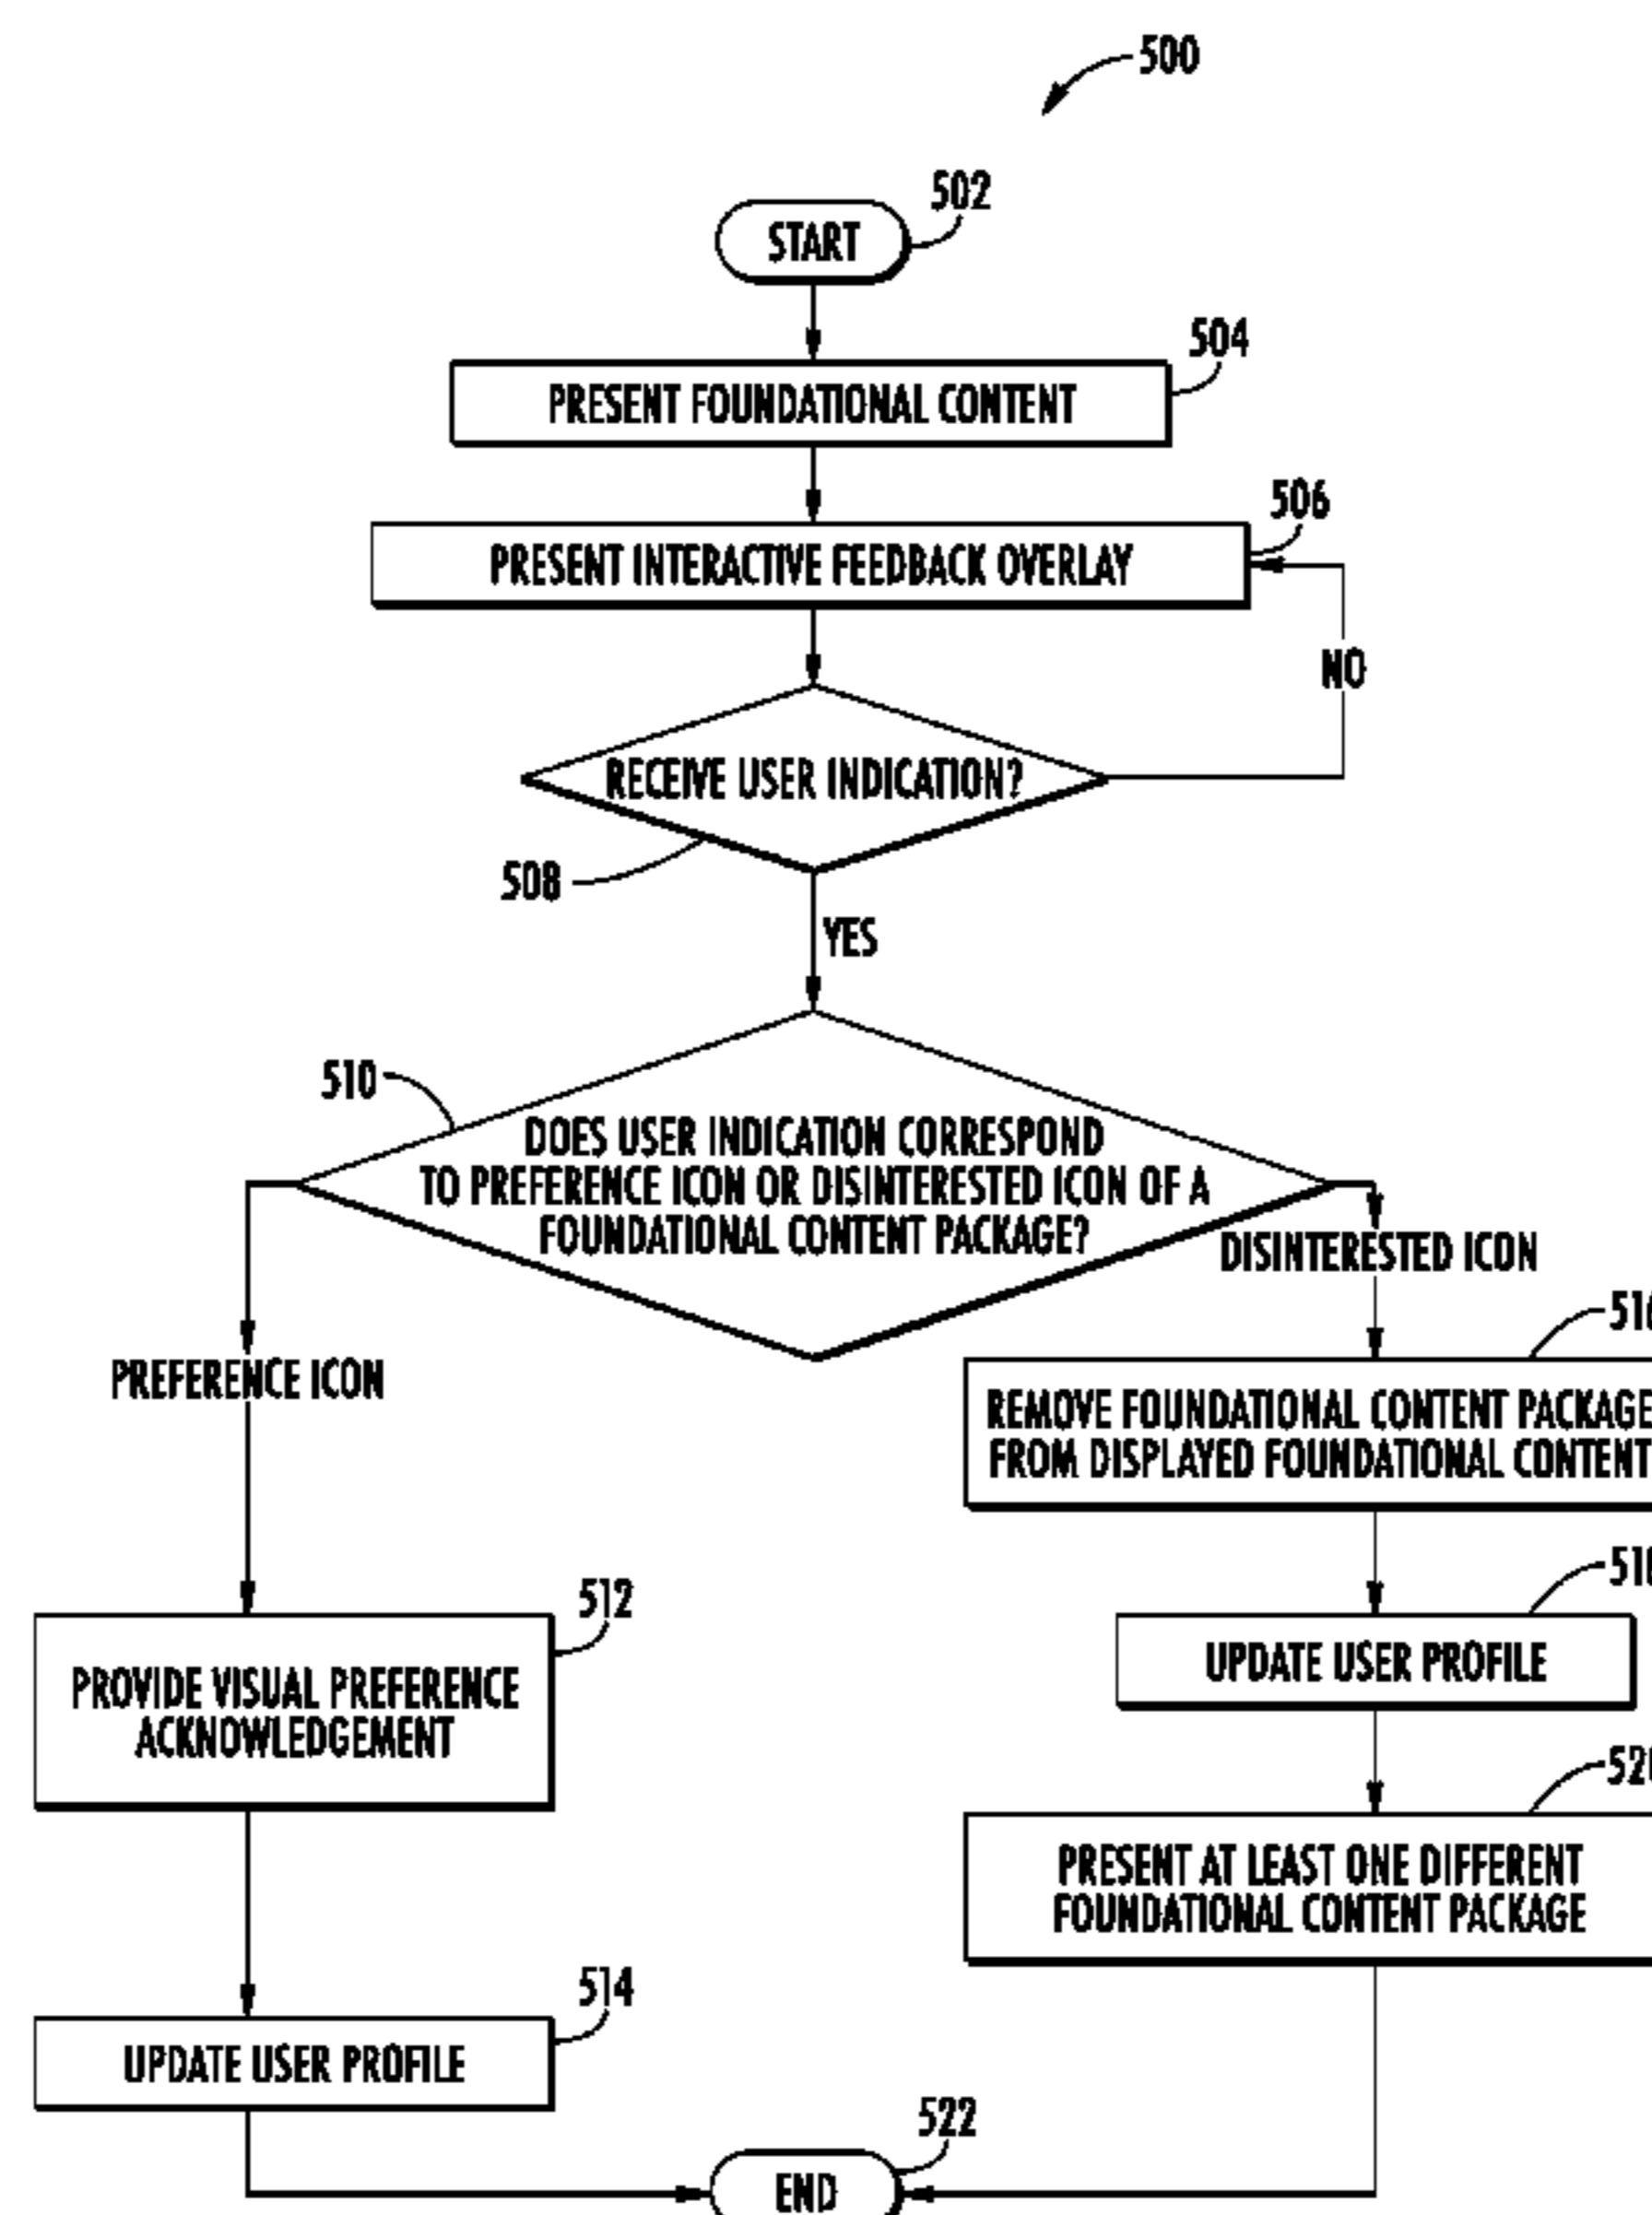 500
502
START
504
PRESENT FOUNDATIONAL CONTENT
506
PRESENT INTERACTIVE FEEDBACK OVERLAY
NO
RECEIVE USER INDICATION?
508
YES
510
DOES USER INDICATION CORRESPOND
TO PREFERENCE ICON OR DISINTERESTED ICON OF A
FOUNDATIONAL CONTENT PACKAGE?
DISINTERESTED ICON
PREFERENCE ICON
REMOVE FOUNDATIONAL CONTENT PACKAGE
FROM DISPLAYED FOUNDATIONAL CONTENT
512
PROVIDE VISUAL PREFERENCE
ACKNOWLEDGEMENT
UPDATE USER PROFILE
PRESENT AT LEAST ONE DIFFERENT
FOUNDATIONAL CONTENT PACKAGE
514
UPDATE USER PROFILE
522
END